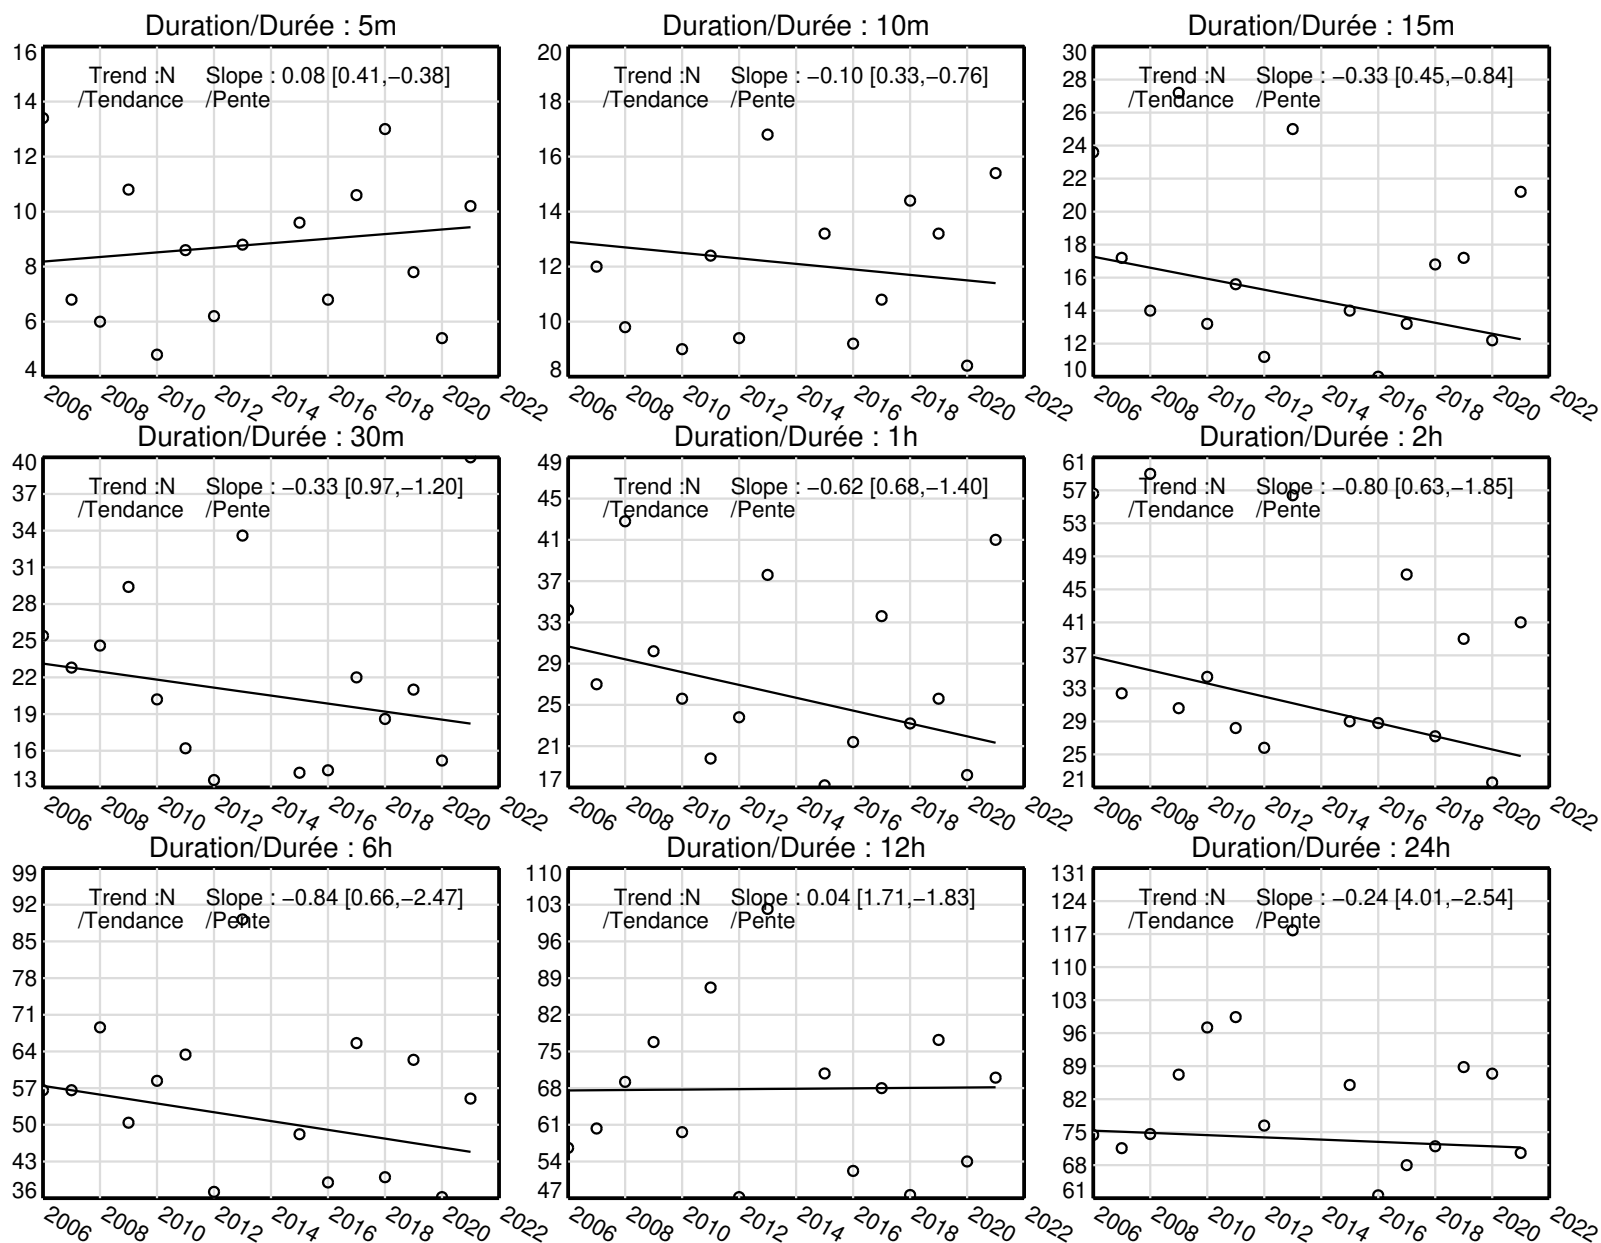 Duration/Durée : 5m
16
14
12
10
8
6
4
Trend :N Slope : 0.08 [0.41,−0.38]
/Tendance /Pente
2006 2008 2010 2012 2014 2016 2018 2020 2022
Duration/Durée : 10m
20
18
16
14
12
10
8
Trend :N Slope : −0.10 [0.33,−0.76]
/Tendance /Pente
2006 2008 2010 2012 2014 2016 2018 2020 2022
Duration/Durée : 15m
30
28
26
24
22
20
18
16
14
12
10
Trend :N Slope : −0.33 [0.45,−0.84]
/Tendance /Pente
2006 2008 2010 2012 2014 2016 2018 2020 2022
Duration/Durée : 30m
40
37
34
31
28
25
22
19
16
13
Trend :N Slope : −0.33 [0.97,−1.20]
/Tendance /Pente
2006 2008 2010 2012 2014 2016 2018 2020 2022
Duration/Durée : 1h
49
45
41
37
33
29
25
21
17
Trend :N Slope : −0.62 [0.68,−1.40]
/Tendance /Pente
2006 2008 2010 2012 2014 2016 2018 2020 2022
Duration/Durée : 2h
61
57
53
49
45
41
37
33
29
25
21
Trend :N Slope : −0.80 [0.63,−1.85]
/Tendance /Pente
2006 2008 2010 2012 2014 2016 2018 2020 2022
Duration/Durée : 6h
99
92
85
78
71
64
57
50
43
36
Trend :N Slope : −0.84 [0.66,−2.47]
/Tendance /Pente
2006 2008 2010 2012 2014 2016 2018 2020 2022
Duration/Durée : 12h
110
103
96
89
82
75
68
61
54
47
Trend :N Slope : 0.04 [1.71,−1.83]
/Tendance /Pente
2006 2008 2010 2012 2014 2016 2018 2020 2022
Duration/Durée : 24h
131
124
117
110
103
96
89
82
75
68
61
Trend :N Slope : −0.24 [4.01,−2.54]
/Tendance /Pente
2006 2008 2010 2012 2014 2016 2018 2020 2022